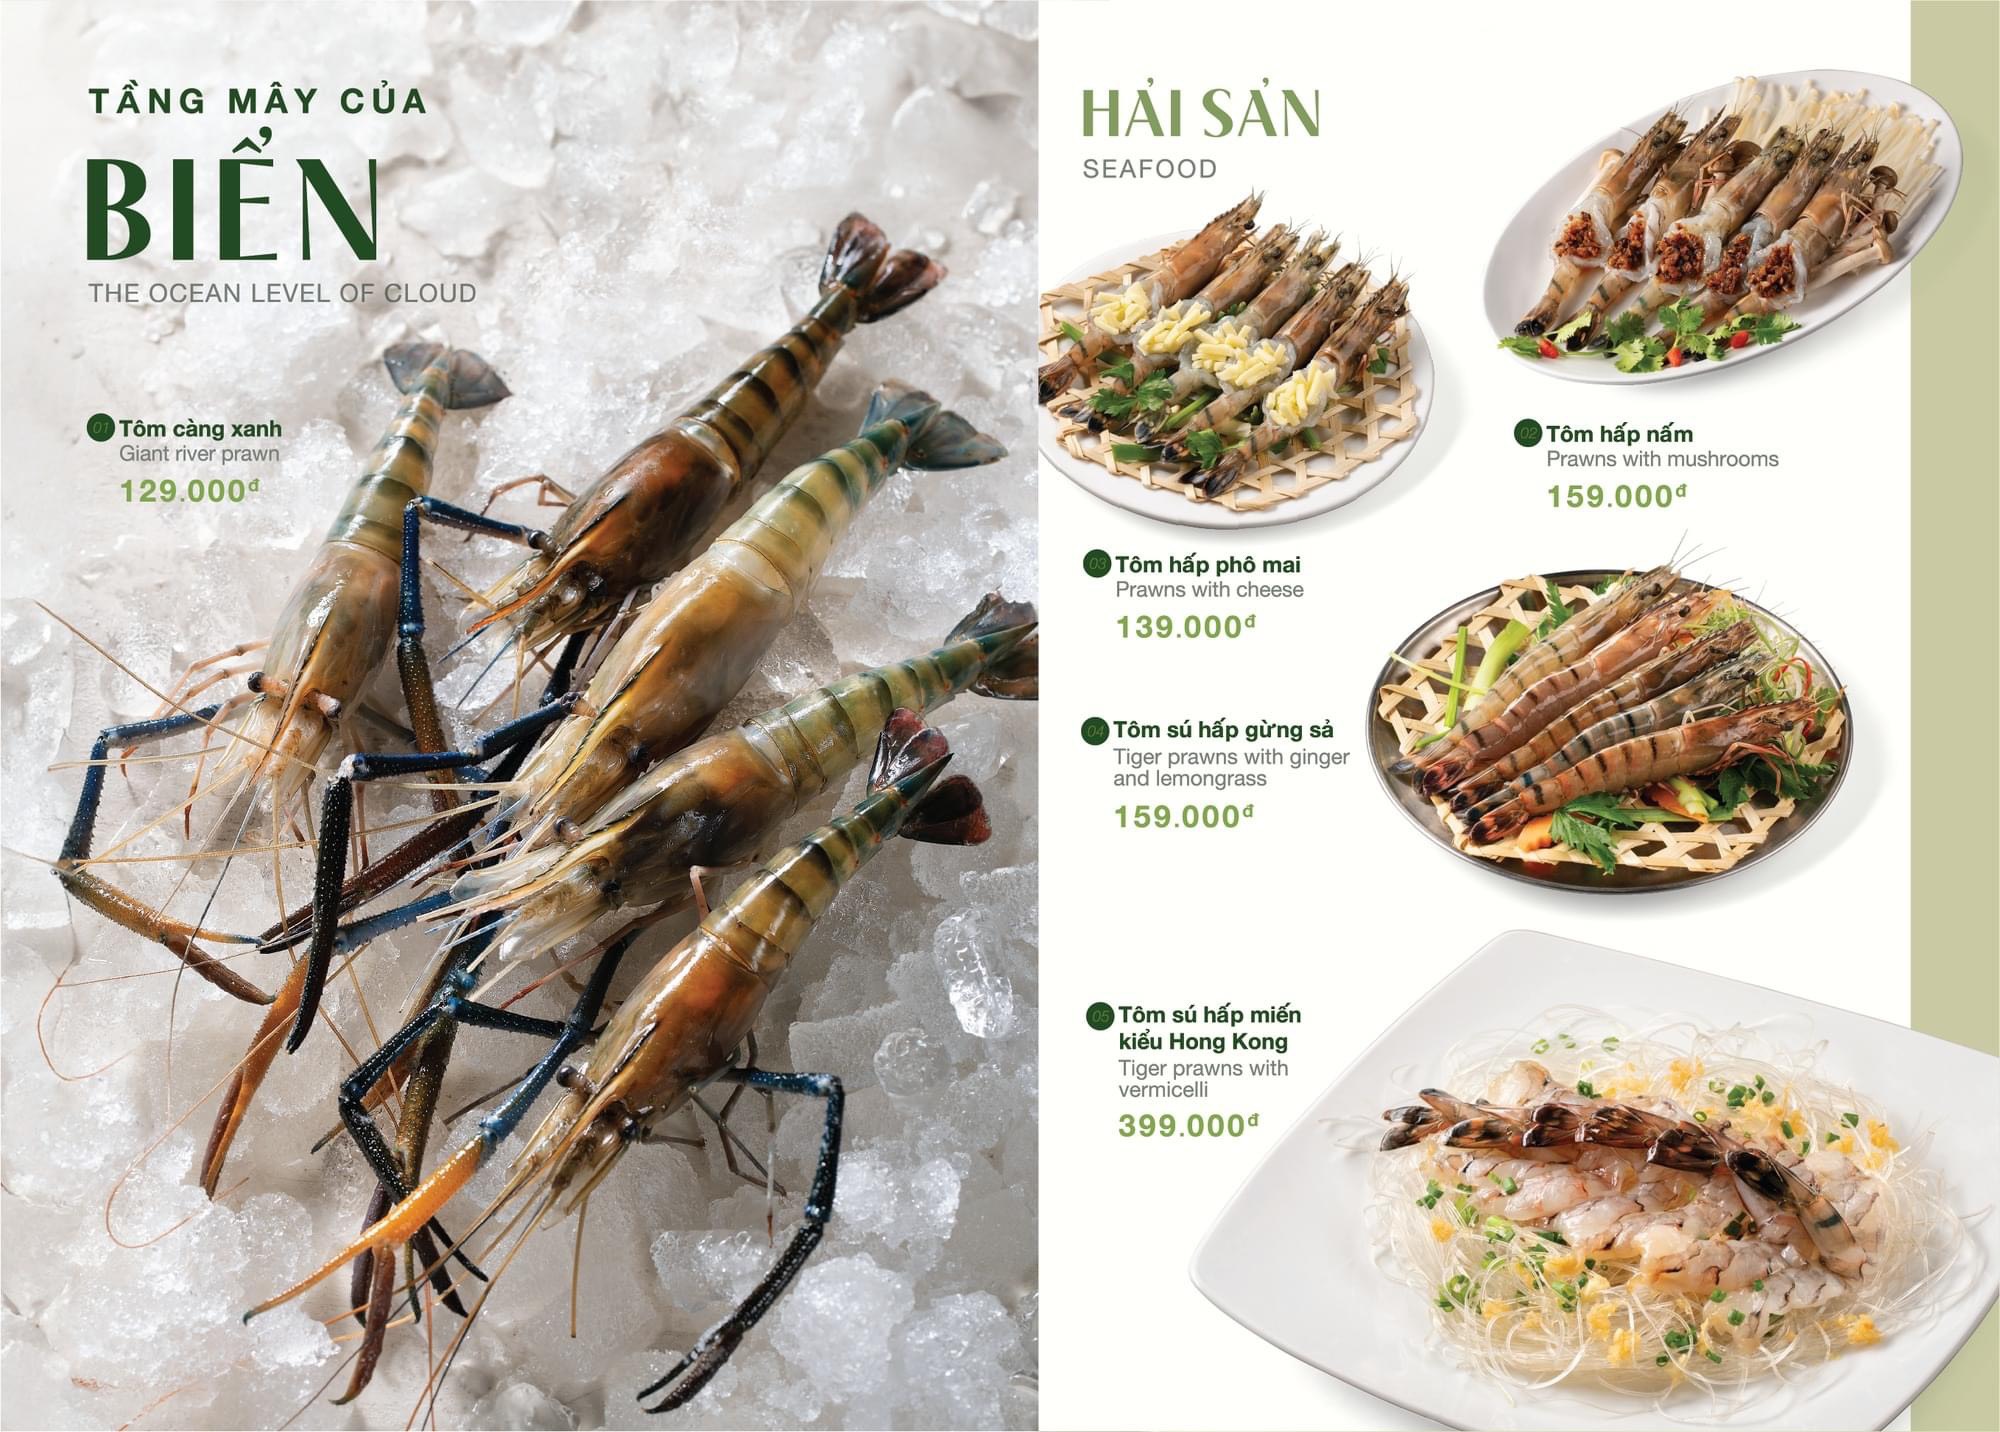 TẦNG MÂY CỦA
BIỂN
THE OCEAN LEVEL OF CLOUD
01 Tôm càng xanh
Giant river prawn
129.000đ
HẢI SẢN
SEAFOOD
02 Tôm hấp nấm
Prawns with mushrooms
159.000đ
03 Tôm hấp phô mai
Prawns with cheese
139.000đ
04 Tôm sú hấp gừng sả
Tiger prawns with ginger
and lemongrass
159.000đ
05 Tôm sú hấp miến
kiểu Hong Kong
Tiger prawns with
vermicelli
399.000đ